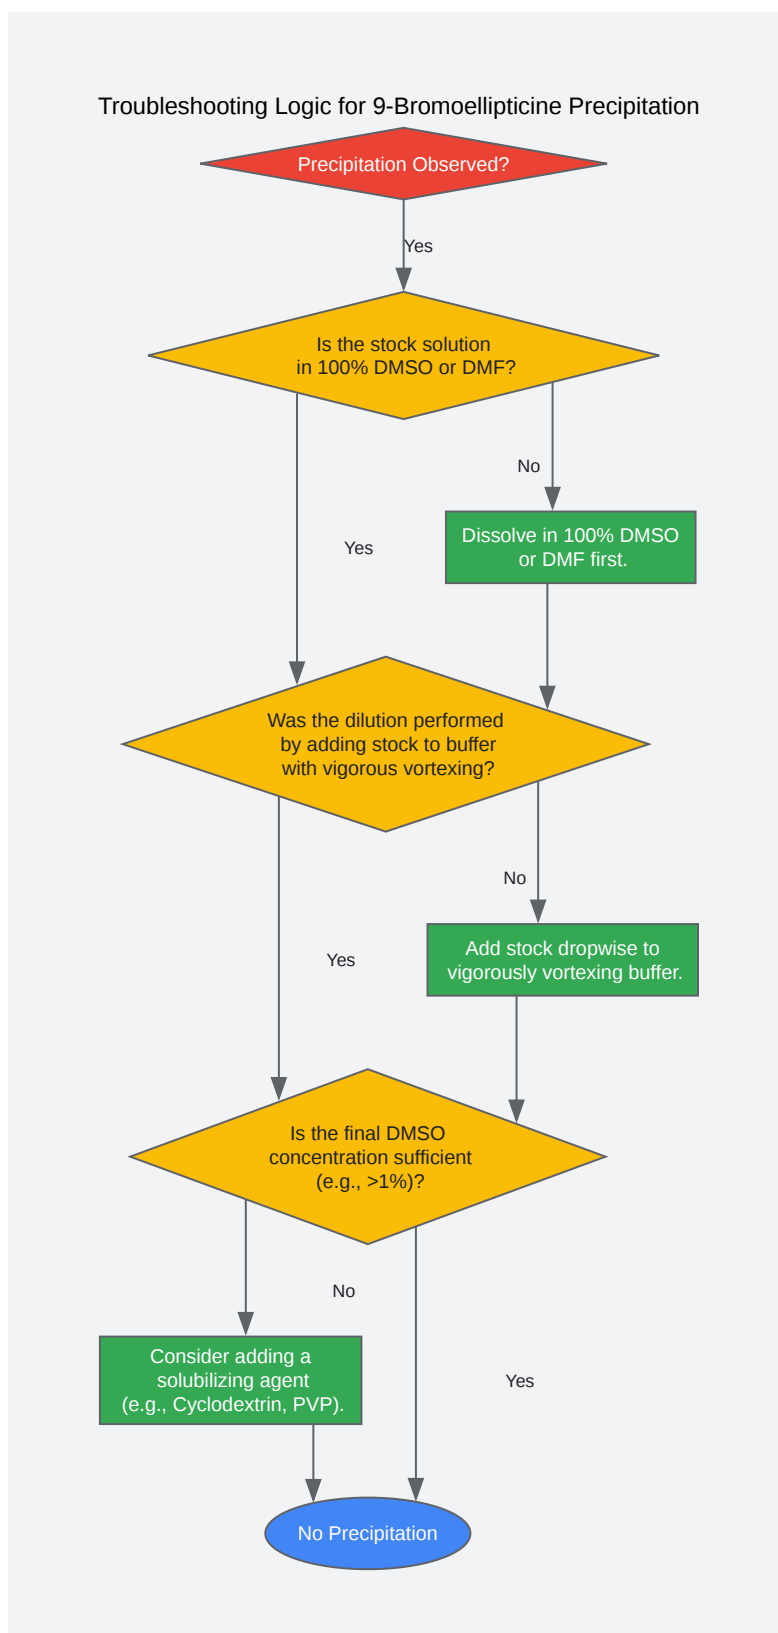 Troubleshooting Logic for 9-Bromoellipticine Precipitation
Precipitation Observed?
Yes
Is the stock solution
in 100% DMSO or DMF?
No
Yes
Dissolve in 100% DMSO
or DMF first.
Was the dilution performed
by adding stock to buffer
with vigorous vortexing?
No
Yes
Add stock dropwise to
vigorously vortexing buffer.
Is the final DMSO
concentration sufficient
(e.g., >1%)?
No
Yes
Consider adding a
solubilizing agent
(e.g., Cyclodextrin, PVP).
No Precipitation